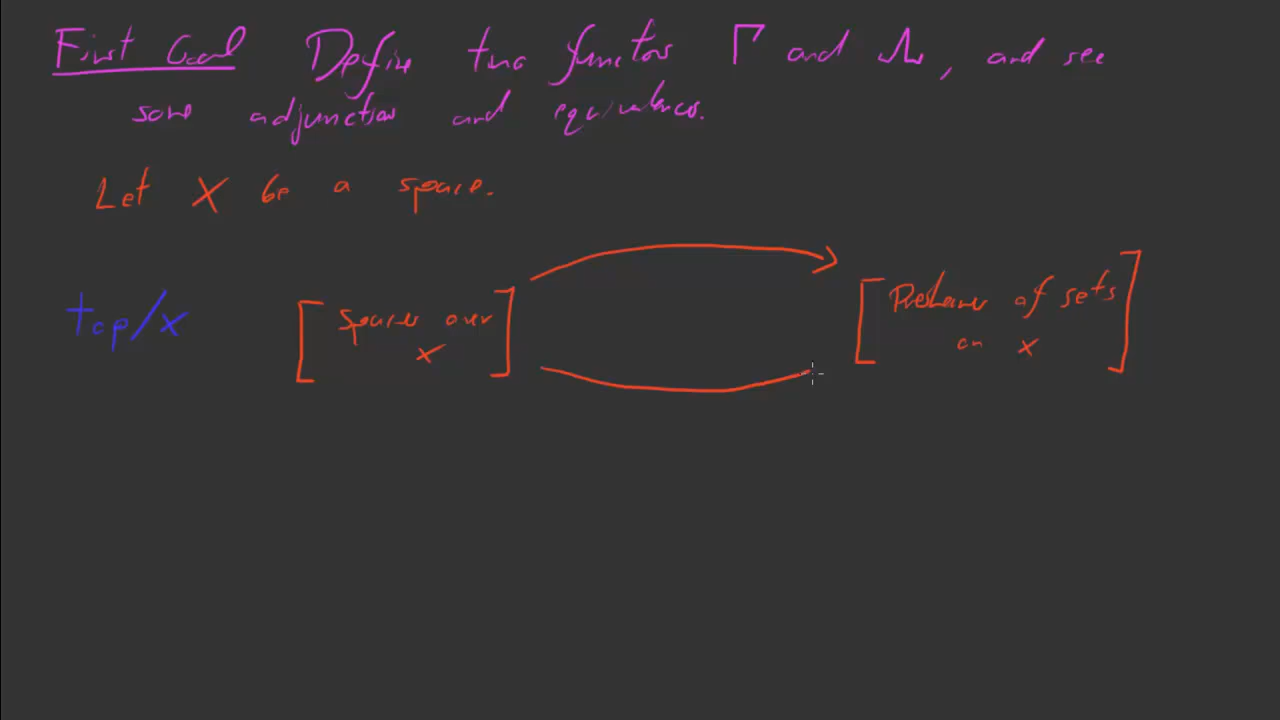 First Goal Define two functors Γ and Λ, and see
some adjunctions and equivalences.
Let X be a space.
top/x
[Spaces over
X]
[Presheaves of sets
on X]